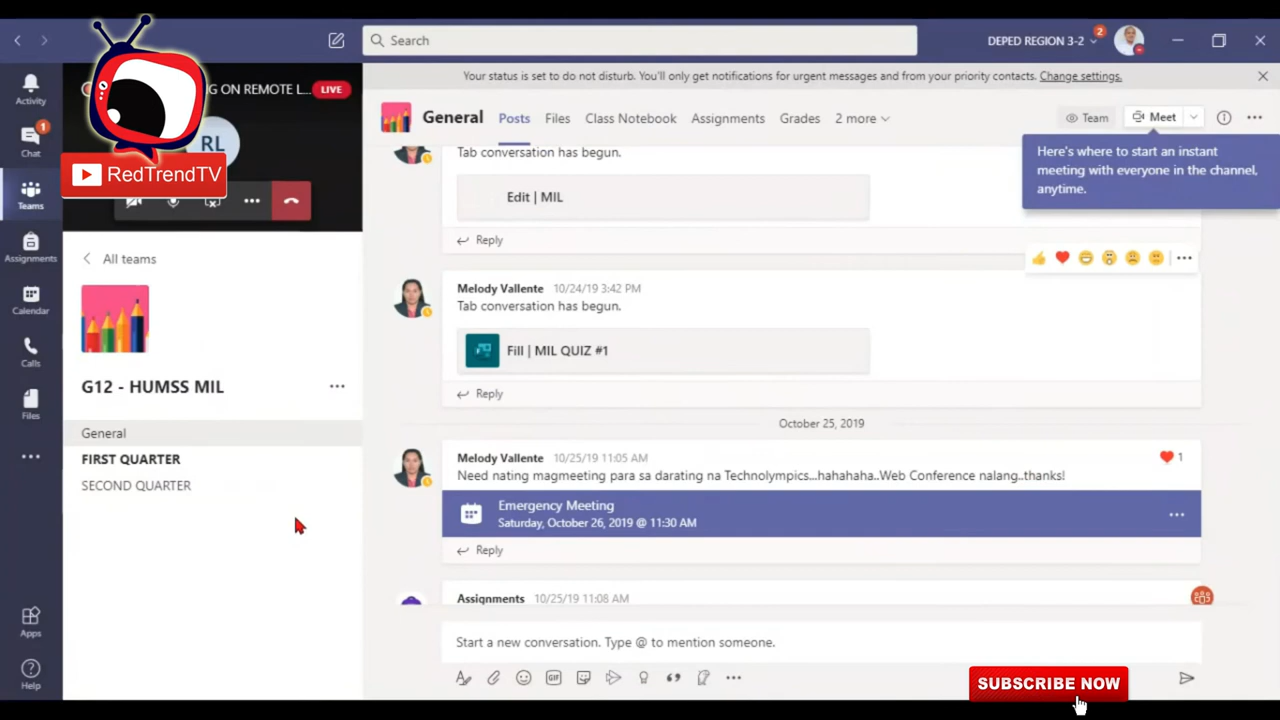 Search
DEPED REGION 3-2
2
Your status is set to do not disturb. You'll only get notifications for urgent messages and from your priority contacts. Change settings.
NG ON REMOTE L...
LIVE
RL
RedTrendTV
Activity
Chat
1
Teams
Assignments
Calendar
Calls
Files
Apps
Help
All teams
G12 - HUMSS MIL
General
FIRST QUARTER
SECOND QUARTER
General
Posts
Files
Class Notebook
Assignments
Grades
2 more
Team
Meet
Here's where to start an instant
meeting with everyone in the channel,
anytime.
Tab conversation has begun.
Edit | MIL
Reply
Melody Vallente 10/24/19 3:42 PM
Tab conversation has begun.
Fill | MIL QUIZ #1
Reply
October 25, 2019
Melody Vallente 10/25/19 11:05 AM
1
Need nating magmeeting para sa darating na Technolympics...hahahaha..Web Conference nalang..thanks!
Emergency Meeting
Saturday, October 26, 2019 @ 11:30 AM
Reply
Assignments 10/25/19 11:08 AM
Start a new conversation. Type @ to mention someone.
GIF
SUBSCRIBE NOW